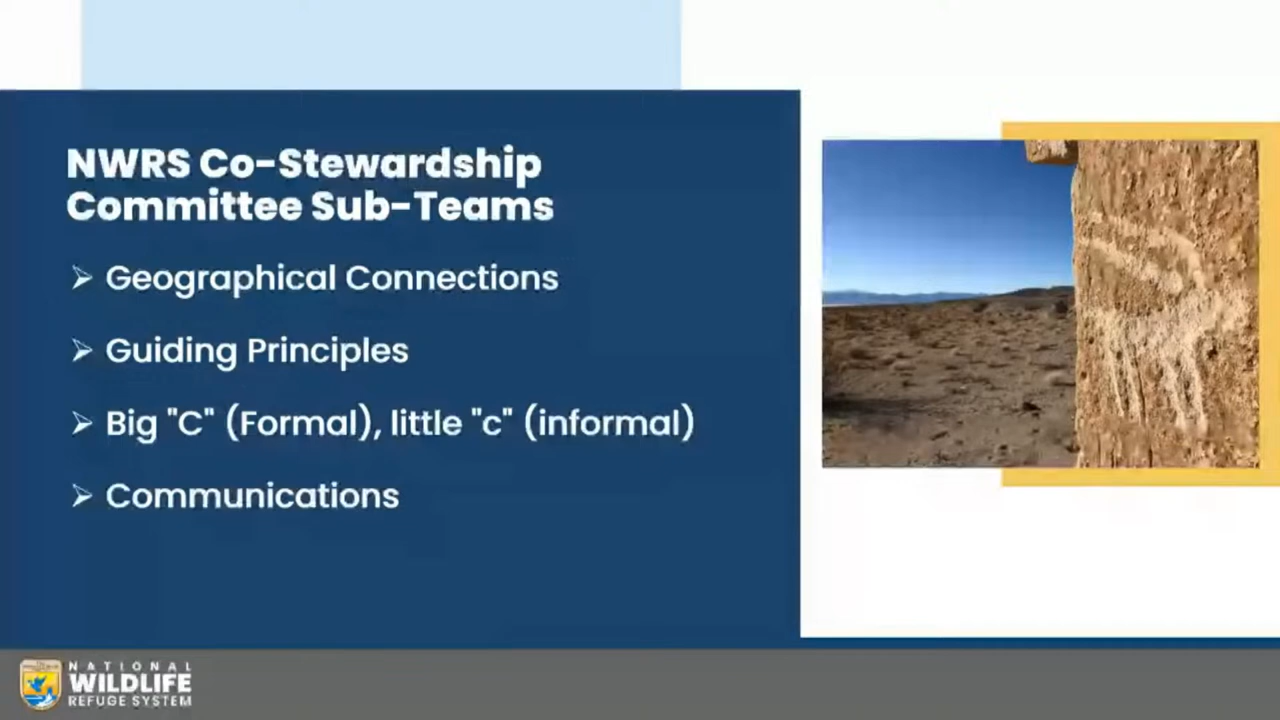 NWRS Co-Stewardship
Committee Sub-Teams
Geographical Connections
Guiding Principles
Big "C" (Formal), little "c" (informal)
Communications
NATIONAL
WILDLIFE
REFUGE SYSTEM